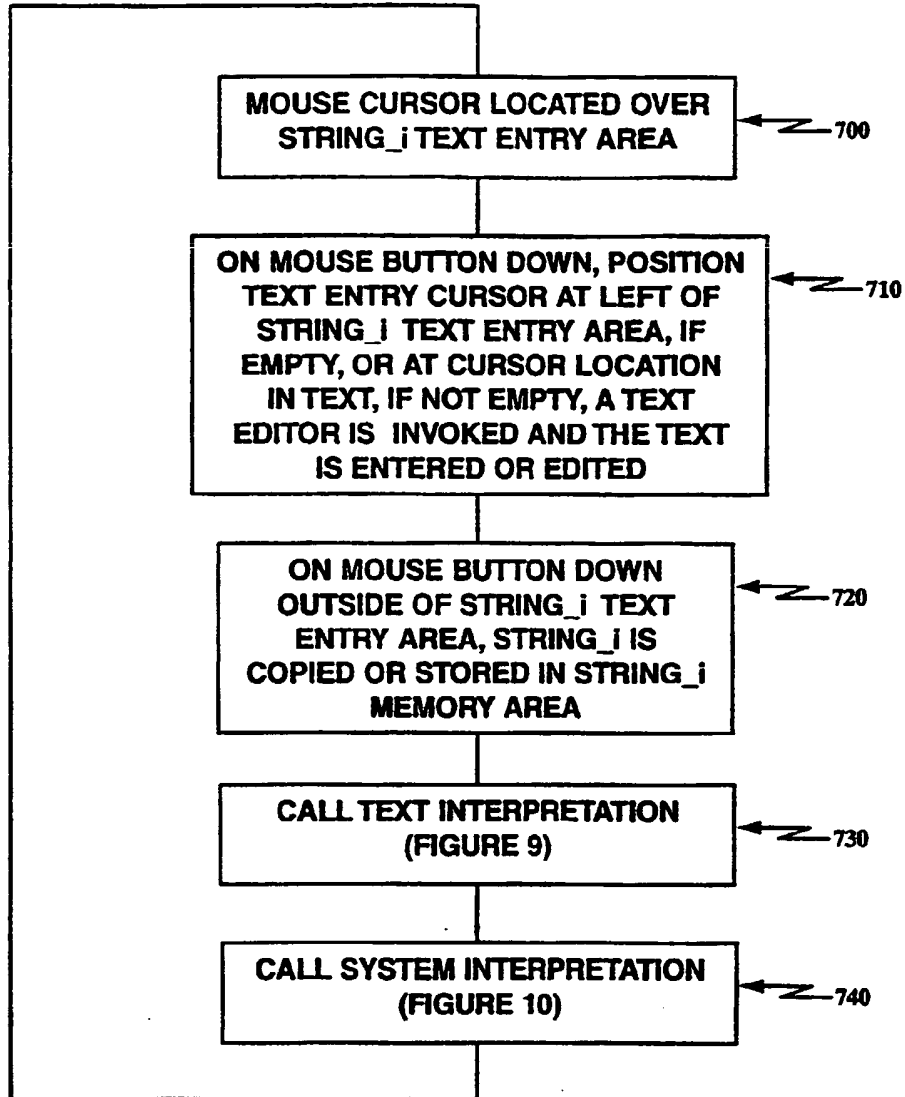 MOUSE CURSOR LOCATED OVER
STRING_i TEXT ENTRY AREA
700
ON MOUSE BUTTON DOWN, POSITION
TEXT ENTRY CURSOR AT LEFT OF
STRING_i TEXT ENTRY AREA, IF
EMPTY, OR AT CURSOR LOCATION
IN TEXT, IF NOT EMPTY, A TEXT
EDITOR IS INVOKED AND THE TEXT
IS ENTERED OR EDITED
710
ON MOUSE BUTTON DOWN
OUTSIDE OF STRING_i TEXT
ENTRY AREA, STRING_i IS
COPIED OR STORED IN STRING_i
MEMORY AREA
720
CALL TEXT INTERPRETATION
(FIGURE 9)
730
CALL SYSTEM INTERPRETATION
(FIGURE 10)
740